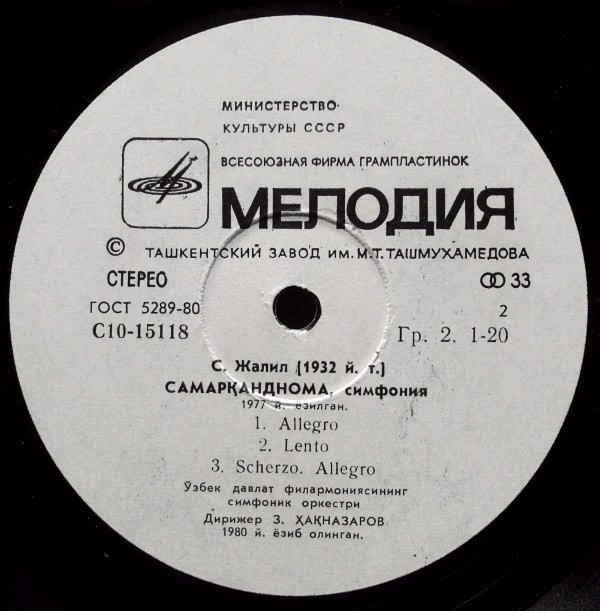 МИНИСТЕРСТВО
КУЛЬТУРЫ СССР
ВСЕСОЮЗНАЯ ФИРМА ГРАМПЛАСТИНОК
МЕЛОДИЯ
© ТАШКЕНТСКИЙ ЗАВОД ИМ. М.Т. ТАШМУХАМЕДОВА
СТЕРЕО
33
ГОСТ 5289-80
2
С10-15118
Гр. 2. 1-20
С. Жалил (1932 й. т.)
САМАРҚАНДНОМА, симфония
1977 й. ёзилган.
1. Allegro
2. Lento
3. Scherzo. Allegro
Ўзбек давлат филармониясининг
симфоник оркестри
Дирижер З. ҲАҚНАЗАРОВ
1980 й. ёзиб олинган.